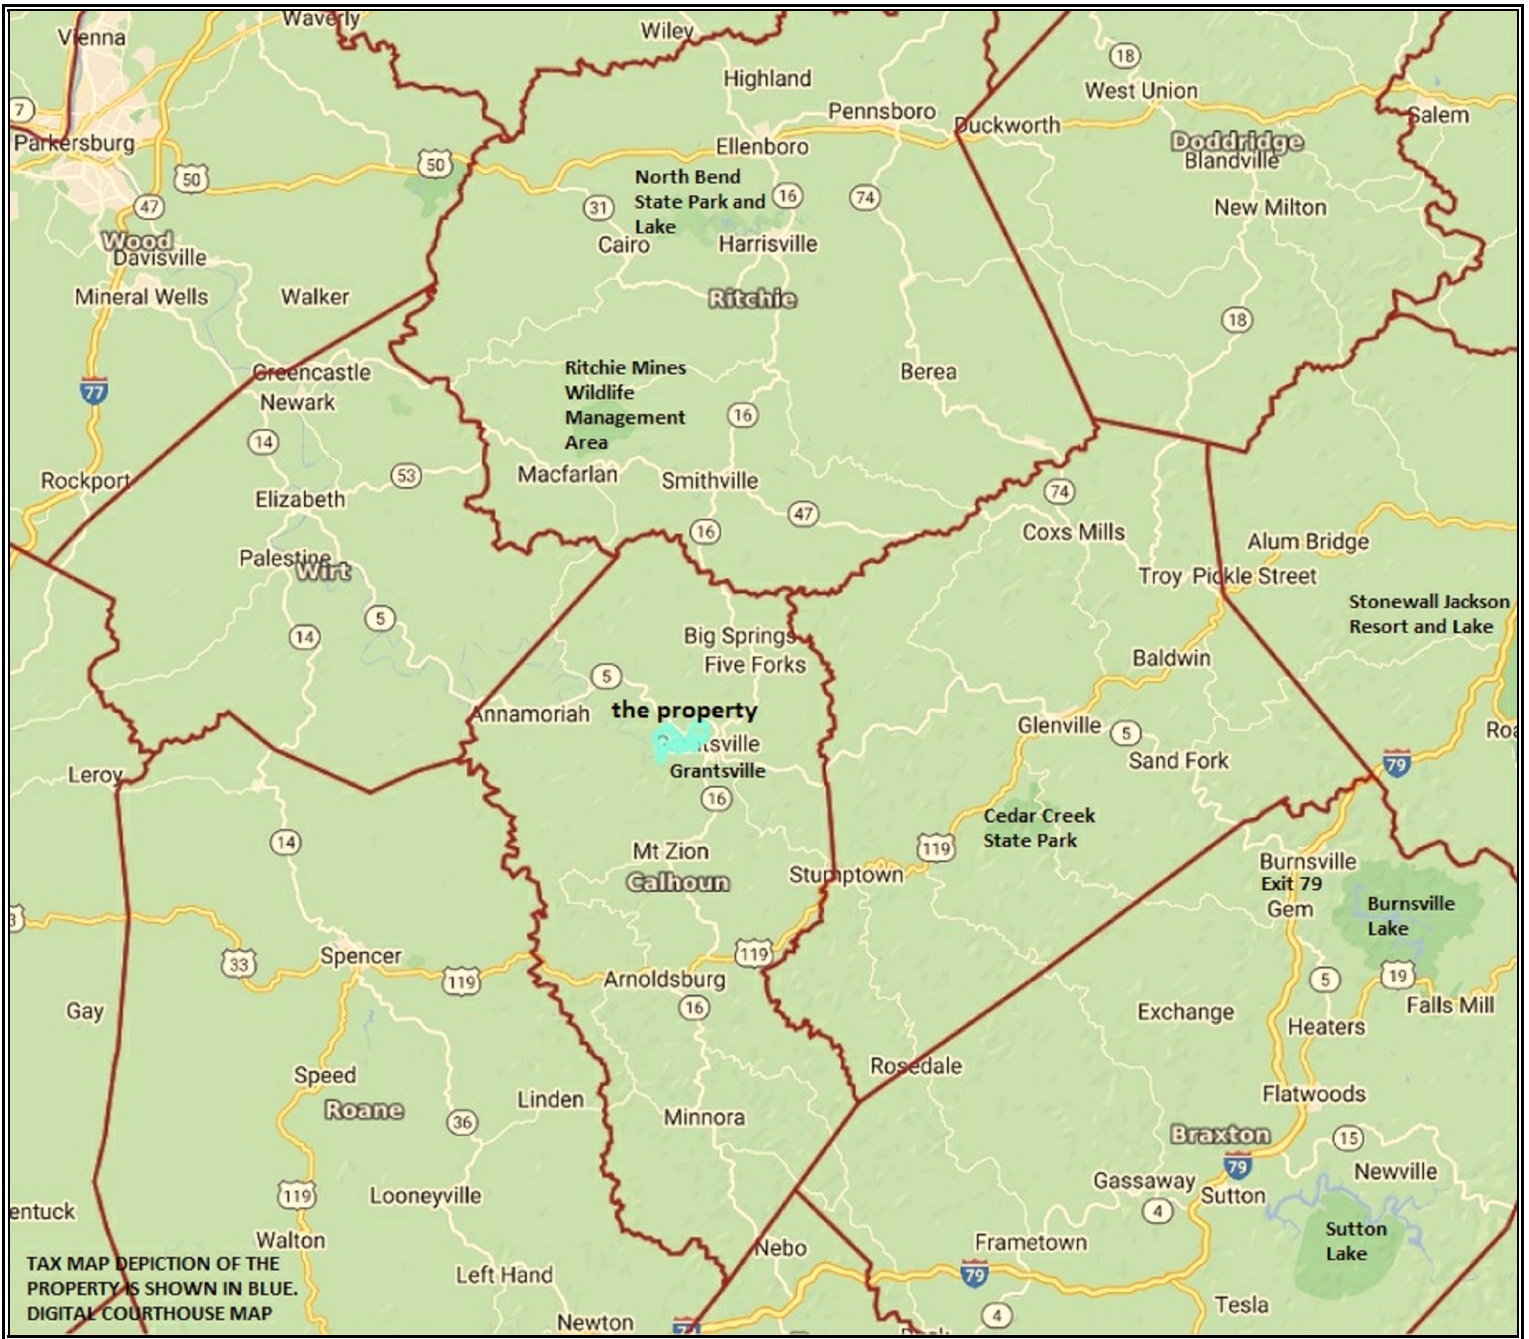 Waverly
Wiley
Vienna
18
Highland
West Union
7
Pennsboro
Salem
Duckworth
Parkersburg
Ellenboro
Doddridge
50
Blandville
50
North Bend
State Park and
Lake
16
74
31
47
New Milton
Wood
Cairo
Harrisville
Davisville
Mineral Wells
Walker
Ritchie
18
Greencastle
Ritchie Mines
Wildlife
Management
Area
Berea
77
Newark
16
14
Rockport
53
Macfarlan
Smithville
74
Elizabeth
47
16
Coxs Mills
Alum Bridge
Palestine
Wirt
Troy
Pickle Street
Stonewall Jackson
Resort and Lake
5
14
Big Springs
Five Forks
Baldwin
5
the property
Annamoriah
Glenville
5
Roa
tsville
Sand Fork
79
Grantsville
Leroy
16
Cedar Creek
State Park
14
119
Mt Zion
Burnsville
Exit 79
Calhoun
Stumptown
Gem
Burnsville
Lake
3
33
Spencer
119
119
Arnoldsburg
5
19
Gay
16
Falls Mill
Exchange
Heaters
Rosedale
Speed
Flatwoods
Linden
Roane
Minnora
36
Braxton
15
79
Newville
Gassaway
Sutton
119
Looneyville
4
entuck
Sutton
Lake
Walton
Nebo
Frametown
TAX MAP DEPICTION OF THE
PROPERTY IS SHOWN IN BLUE.
DIGITAL COURTHOUSE MAP
Left Hand
79
4
Tesla
Newton